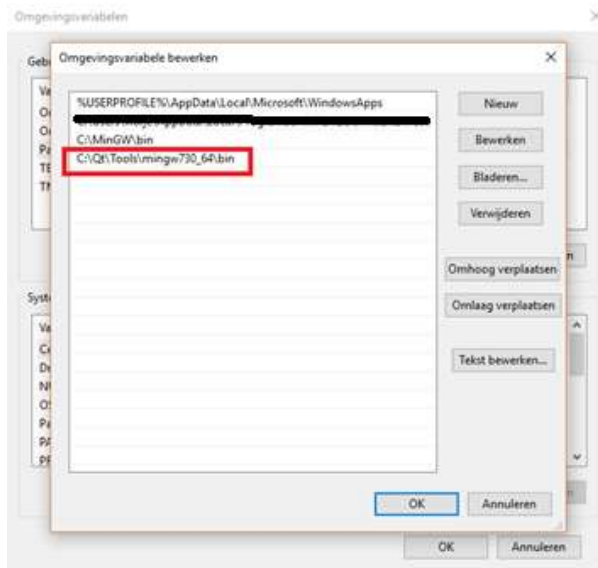 Omgevingsvariabelen
Omgevingsvariabele bewerken
%USERPROFILE%\AppData\Local\Microsoft\WindowsApps
C:\MinGW\bin
C:\Qt\Tools\mingw730_64\bin
Nieuw
Bewerken
Bladeren...
Verwijderen
Omhoog verplaatsen
Omlaag verplaatsen
Tekst bewerken...
OK
Annuleren
OK
Annuleren